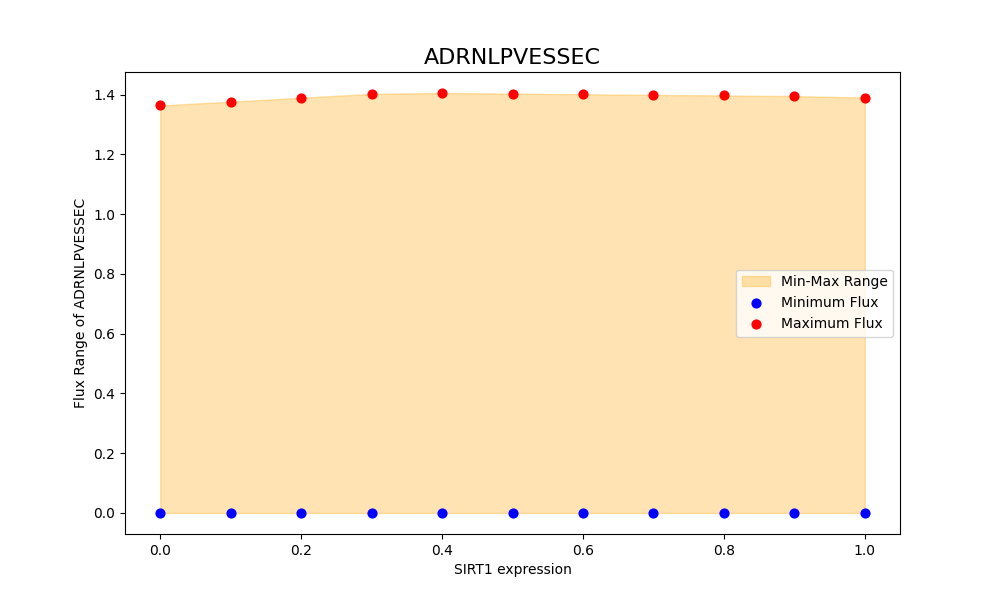 ADRNLPVESSEC
Flux Range of ADRNLPVESSEC
1.4
1.2
1.0
0.8
0.6
0.4
0.2
0.0
Min-Max Range
Minimum Flux
Maximum Flux
0.0 0.2 0.4 0.6 0.8 1.0
SIRT1 expression